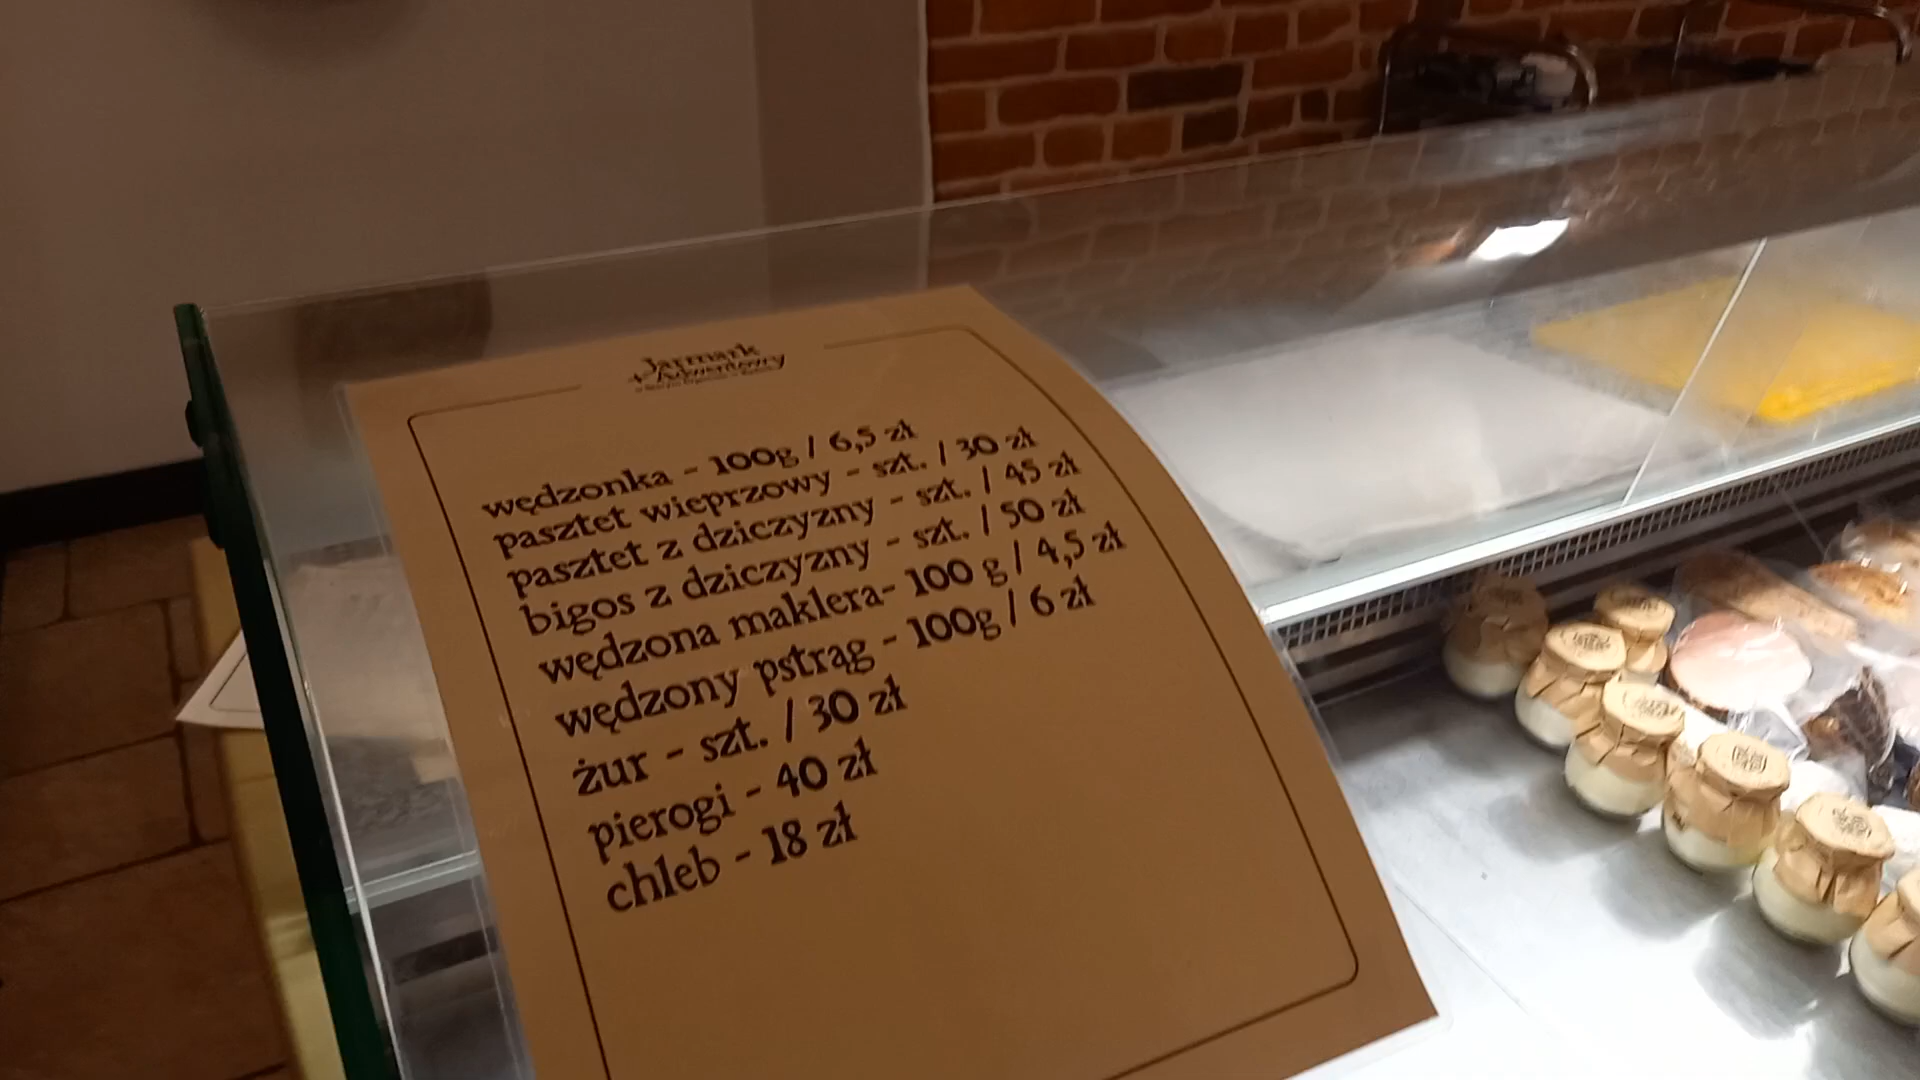 Jarmark
Adwentowy
wędzonka - 100g / 6,5 zł
pasztet wieprzowy - szt. / 30 zł
pasztet z dziczyzny - szt. / 45 zł
bigos z dziczyzny - szt. / 50 zł
wędzona maklera- 100 g / 4,5 zł
wędzony pstrąg - 100g / 6 zł
żur - szt. / 30 zł
pierogi - 40 zł
chleb - 18 zł